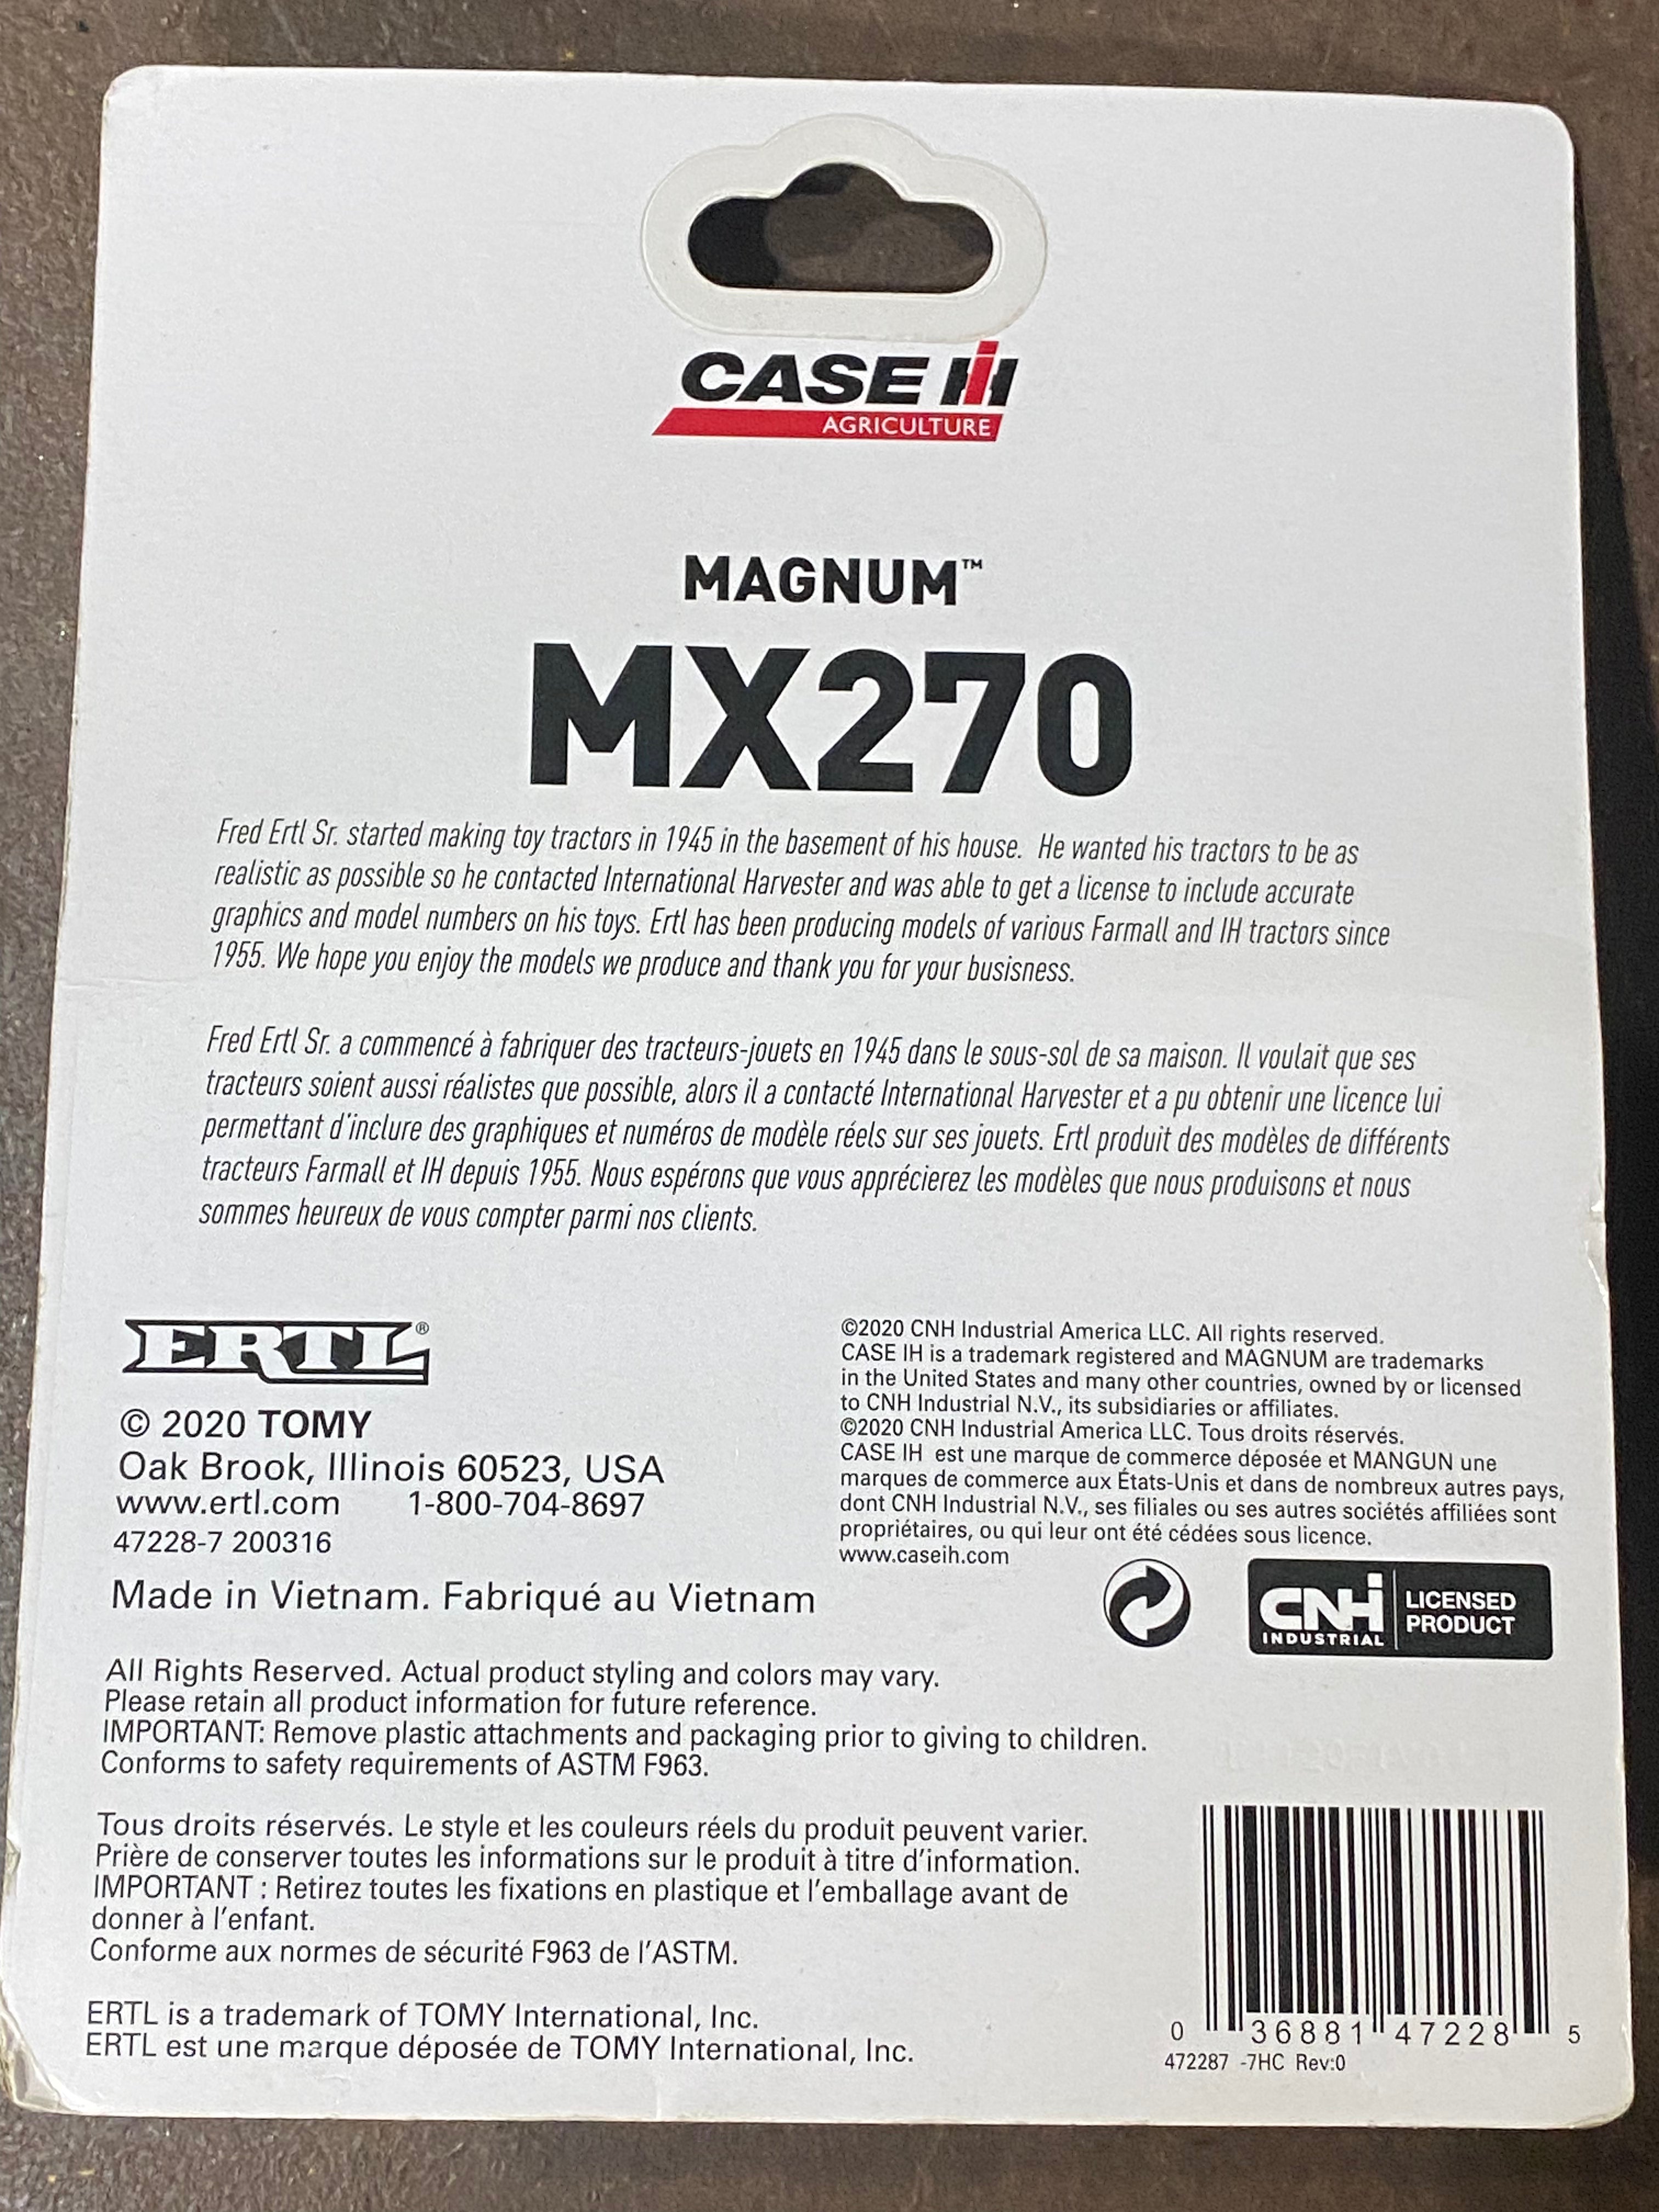 CASE IH
AGRICULTURE
MAGNUM™
MX270
Fred Ertl Sr. started making toy tractors in 1945 in the basement of his house. He wanted his tractors to be as
realistic as possible so he contacted International Harvester and was able to get a license to include accurate
graphics and model numbers on his toys. Ertl has been producing models of various Farmall and IH tractors since
1955. We hope you enjoy the models we produce and thank you for your busisness.
Fred Ertl Sr. a commencé à fabriquer des tracteurs-jouets en 1945 dans le sous-sol de sa maison. Il voulait que ses
tracteurs soient aussi réalistes que possible, alors il a contacté International Harvester et a pu obtenir une licence lui
permettant d'inclure des graphiques et numéros de modèle réels sur ses jouets. Ertl produit des modèles de différents
tracteurs Farmall et IH depuis 1955. Nous espérons que vous apprécierez les modèles que nous produisons et nous
sommes heureux de vous compter parmi nos clients.
ERTL®
© 2020 TOMY
Oak Brook, Illinois 60523, USA
www.ertl.com 1-800-704-8697
47228-7 200316
Made in Vietnam. Fabriqué au Vietnam
©2020 CNH Industrial America LLC. All rights reserved.
CASE IH is a trademark registered and MAGNUM are trademarks
in the United States and many other countries, owned by or licensed
to CNH Industrial N.V., its subsidiaries or affiliates.
©2020 CNH Industrial America LLC. Tous droits réservés.
CASE IH est une marque de commerce déposée et MANGUN une
marques de commerce aux États-Unis et dans de nombreux autres pays,
dont CNH Industrial N.V., ses filiales ou ses autres sociétés affiliées sont
propriétaires, ou qui leur ont été cédées sous licence.
www.caseih.com
CNH INDUSTRIAL
LICENSED
PRODUCT
All Rights Reserved. Actual product styling and colors may vary.
Please retain all product information for future reference.
IMPORTANT: Remove plastic attachments and packaging prior to giving to children.
Conforms to safety requirements of ASTM F963.
Tous droits réservés. Le style et les couleurs réels du produit peuvent varier.
Prière de conserver toutes les informations sur le produit à titre d'information.
IMPORTANT : Retirez toutes les fixations en plastique et l'emballage avant de
donner à l'enfant.
Conforme aux normes de sécurité F963 de l'ASTM.
ERTL is a trademark of TOMY International, Inc.
ERTL est une marque déposée de TOMY International, Inc.
0 36881 47228 5
472287 -7HC Rev:0